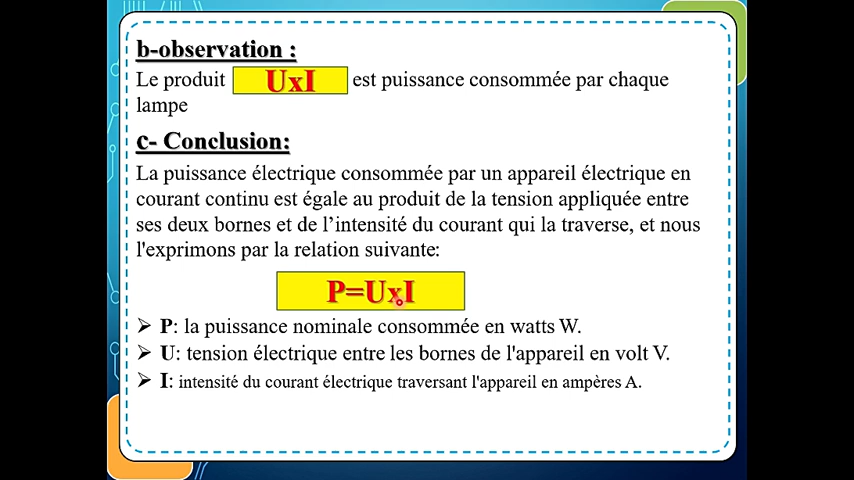 b-observation :
Le produit UxI est puissance consommée par chaque
lampe
c- Conclusion:
La puissance électrique consommée par un appareil électrique en
courant continu est égale au produit de la tension appliquée entre
ses deux bornes et de l’intensité du courant qui la traverse, et nous
l'exprimons par la relation suivante:
P=UxI
➤ P: la puissance nominale consommée en watts W.
➤ U: tension électrique entre les bornes de l'appareil en volt V.
➤ I: intensité du courant électrique traversant l'appareil en ampères A.